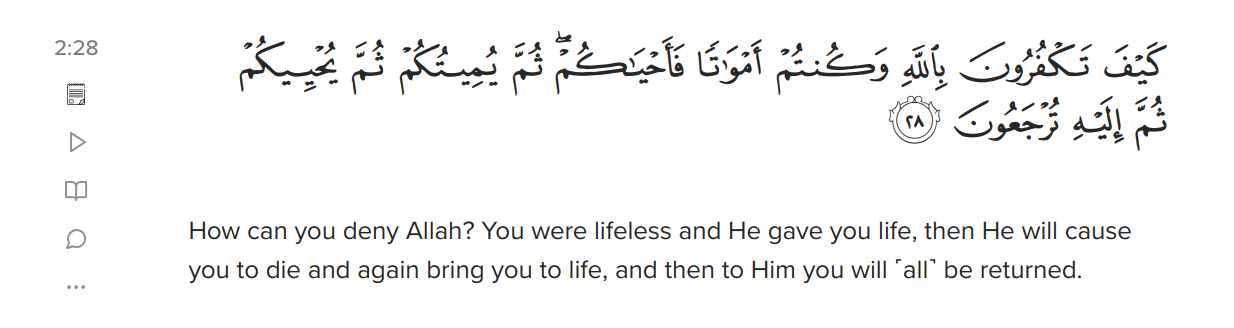 2:28
كَيْفَ تَكْفُرُونَ بِٱللَّهِ وَكُنتُمْ أَمْوَٰتًا فَأَحْيَـٰكُمْ ۖ ثُمَّ يُمِيتُكُمْ ثُمَّ يُحْيِيكُمْ
ثُمَّ إِلَيْهِ تُرْجَعُونَ ٢٨
How can you deny Allah? You were lifeless and He gave you life, then He will cause
you to die and again bring you to life, and then to Him you will ˹all˺ be returned.